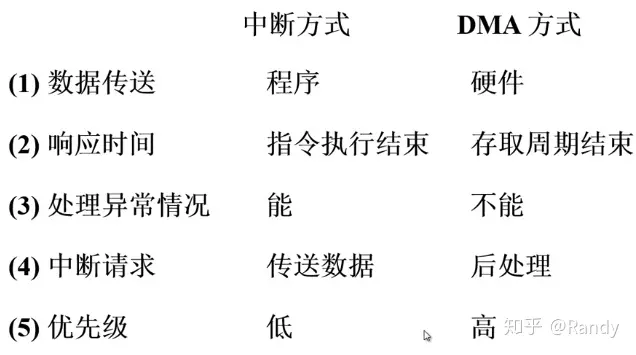 中断方式 DMA 方式
(1) 数据传送 程序 硬件
(2) 响应时间 指令执行结束 存取周期结束
(3) 处理异常情况 能 不能
(4) 中断请求 传送数据 后处理
(5) 优先级 低 高
知乎 @Randy